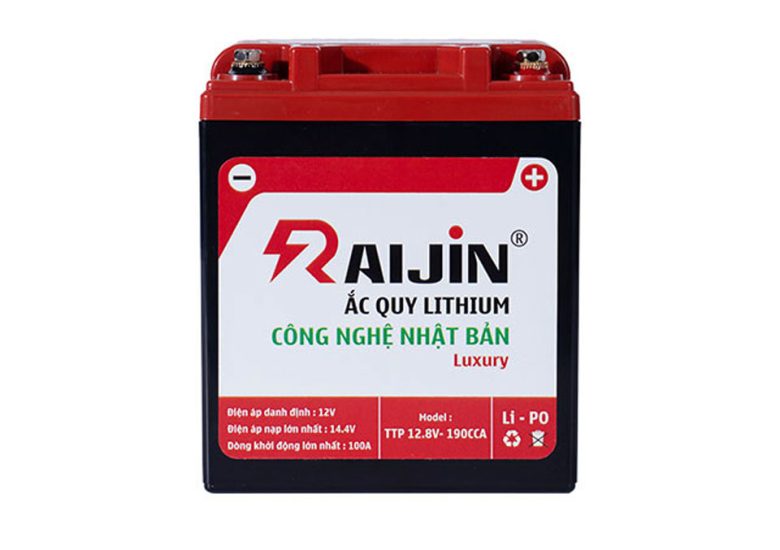 RAIJIN®
ẮC QUY LITHIUM
CÔNG NGHỆ NHẬT BẢN
Luxury
Điện áp danh định : 12V
Điện áp nạp lớn nhất : 14.4V
Dòng khởi động lớn nhất : 100A
Model :
TTP 12.8V- 190CCA
Li - PO